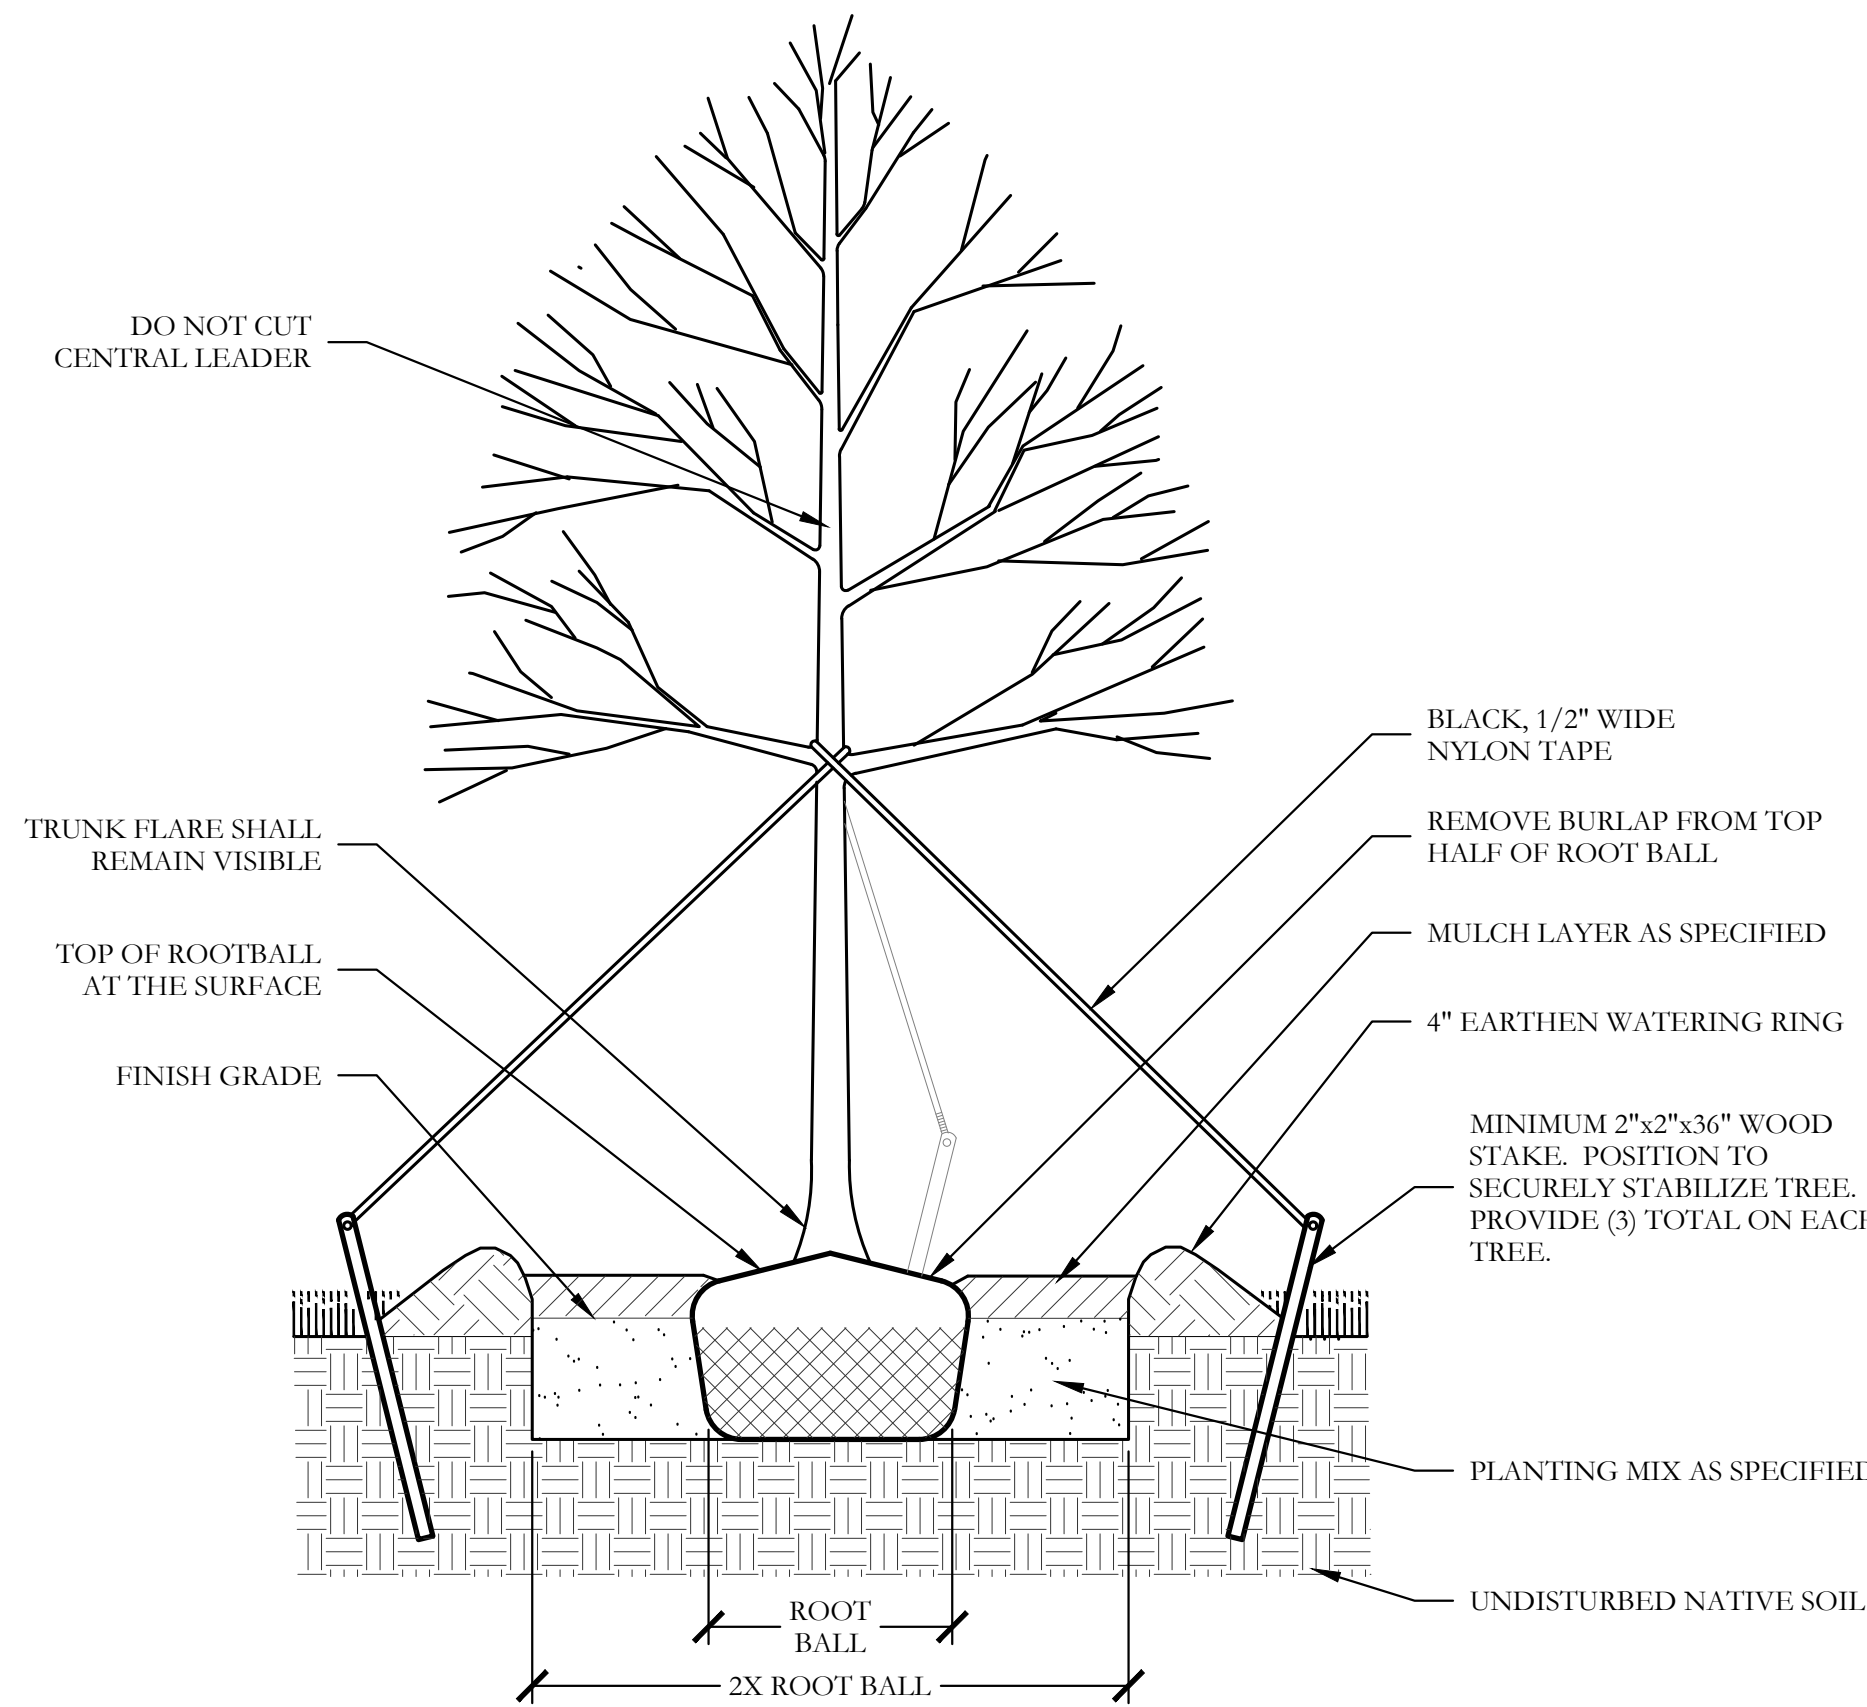 DO NOT CUT
CENTRAL LEADER
TRUNK FLARE SHALL
REMAIN VISIBLE
TOP OF ROOTBALL
AT THE SURFACE
FINISH GRADE
BLACK, 1/2" WIDE
NYLON TAPE
REMOVE BURLAP FROM TOP
HALF OF ROOT BALL
MULCH LAYER AS SPECIFIED
4" EARTHEN WATERING RING
MINIMUM 2"x2"x36" WOOD
STAKE. POSITION TO
SECURELY STABILIZE TREE.
PROVIDE (3) TOTAL ON EACH
TREE.
PLANTING MIX AS SPECIFIED
UNDISTURBED NATIVE SOIL
ROOT
BALL
2X ROOT BALL